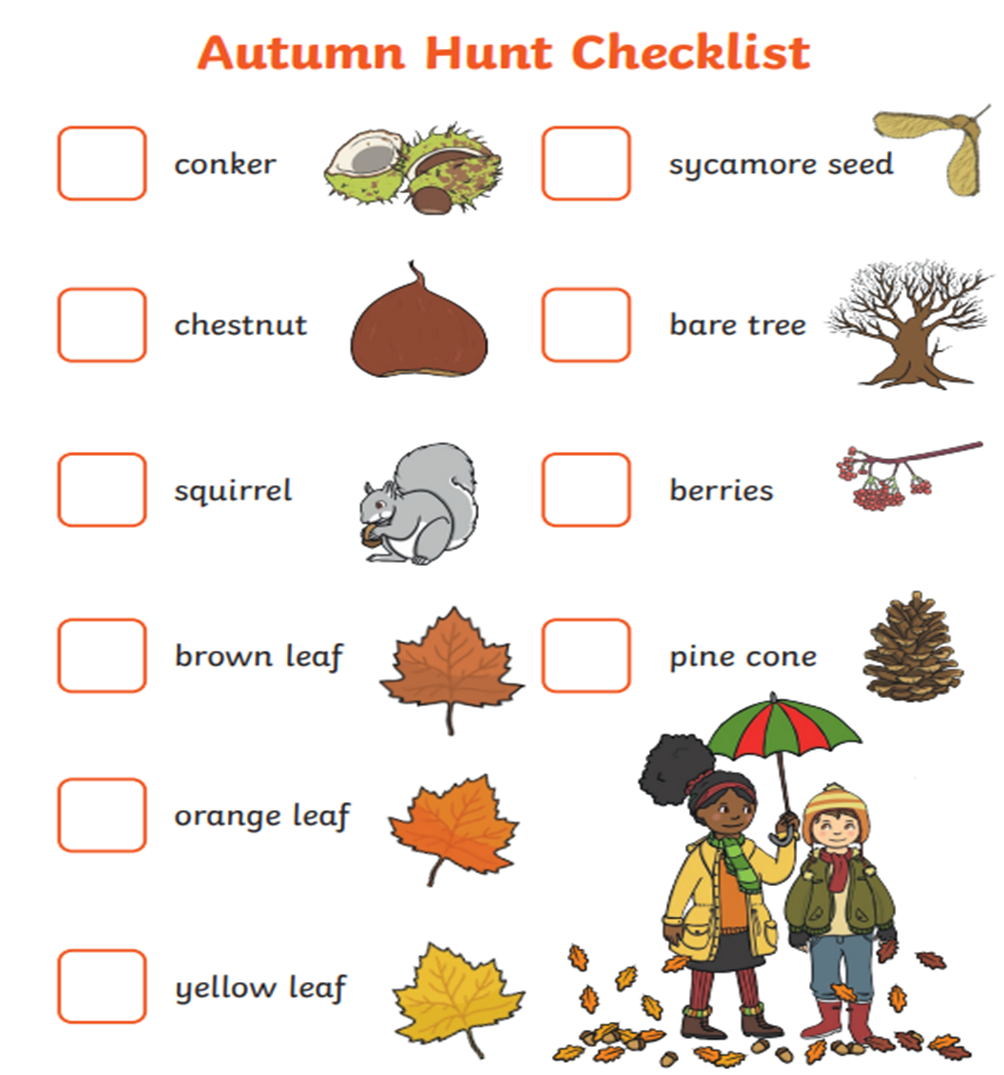 Autumn Hunt Checklist
conker
sycamore seed
chestnut
bare tree
squirrel
berries
brown leaf
pine cone
orange leaf
yellow leaf